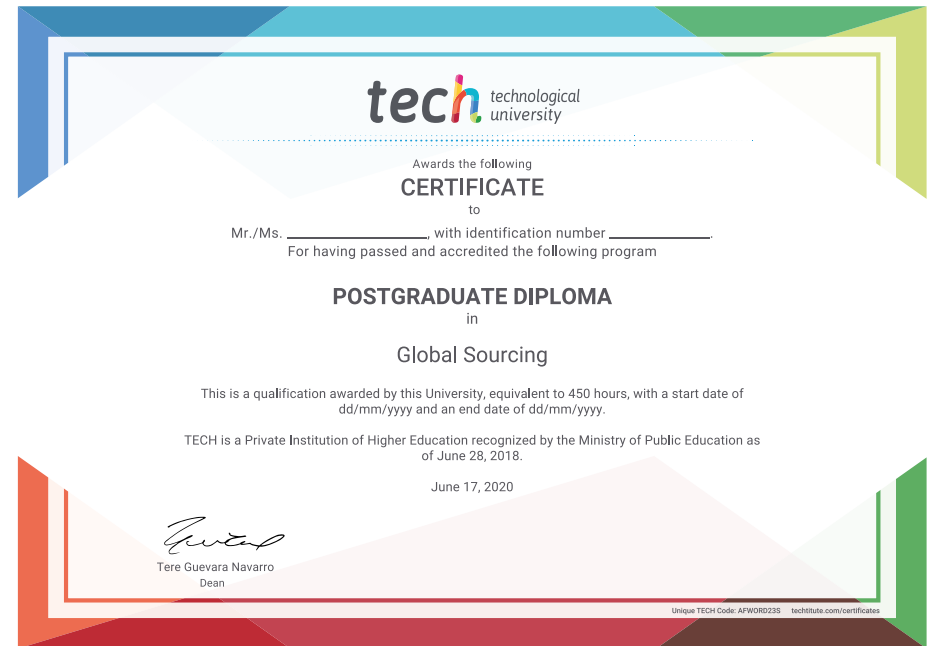 tech technological
university
Awards the following
CERTIFICATE
to
Mr./Ms. ____________________, with identification number ______________.
For having passed and accredited the following program
POSTGRADUATE DIPLOMA
in
Global Sourcing
This is a qualification awarded by this University, equivalent to 450 hours, with a start date of
dd/mm/yyyy and an end date of dd/mm/yyyy.
TECH is a Private Institution of Higher Education recognized by the Ministry of Public Education as
of June 28, 2018.
June 17, 2020
Tere Guevara Navarro
Dean
Unique TECH Code: AFWORD23S techtitute.com/certificates